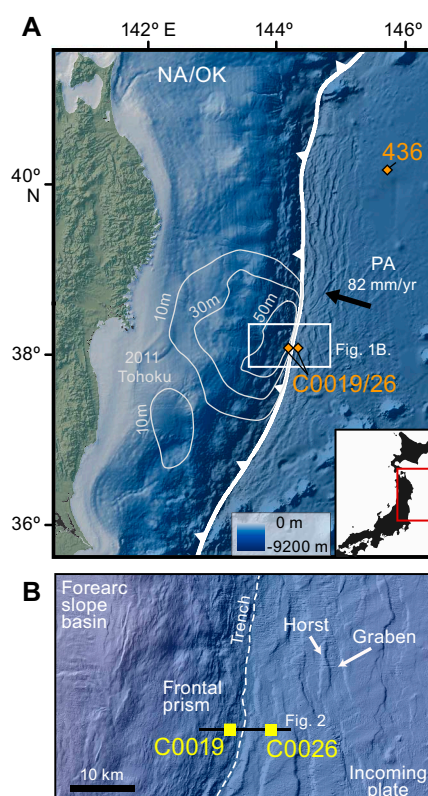 A
142° E
144°
146°
NA/OK
436
40°
N
PA
82 mm/yr
10m
30m
50m
Fig. 1B.
38°
2011
Tohoku
C0019/26
10m
36°
0 m
-9200 m
B
Forearc
slope
basin
Trench
Horst
Graben
Frontal
prism
Fig. 2
C0019
C0026
10 km
Incoming
plate